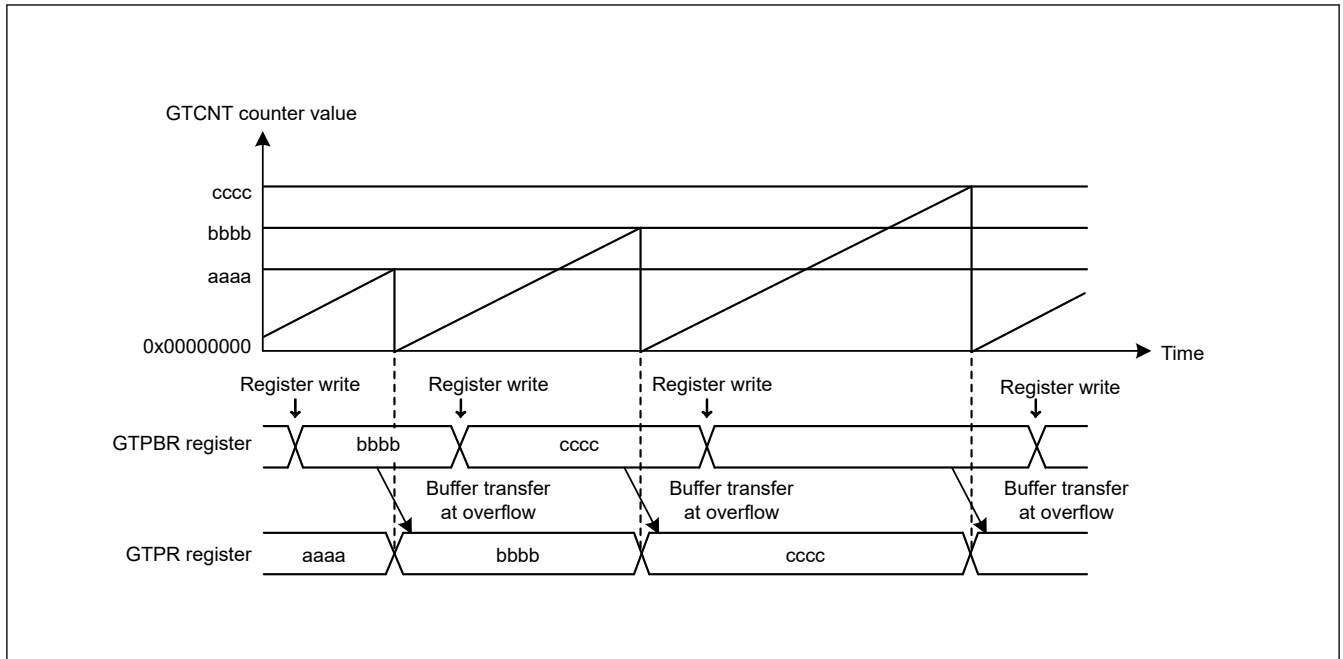 GTCNT counter value
cccc
bbbb
aaaa
0x00000000
Time
Register write Register write Register write Register write
GTPBR register bbbb cccc
Buffer transfer at overflow Buffer transfer at overflow Buffer transfer at overflow
GTPR register aaaa bbbb cccc